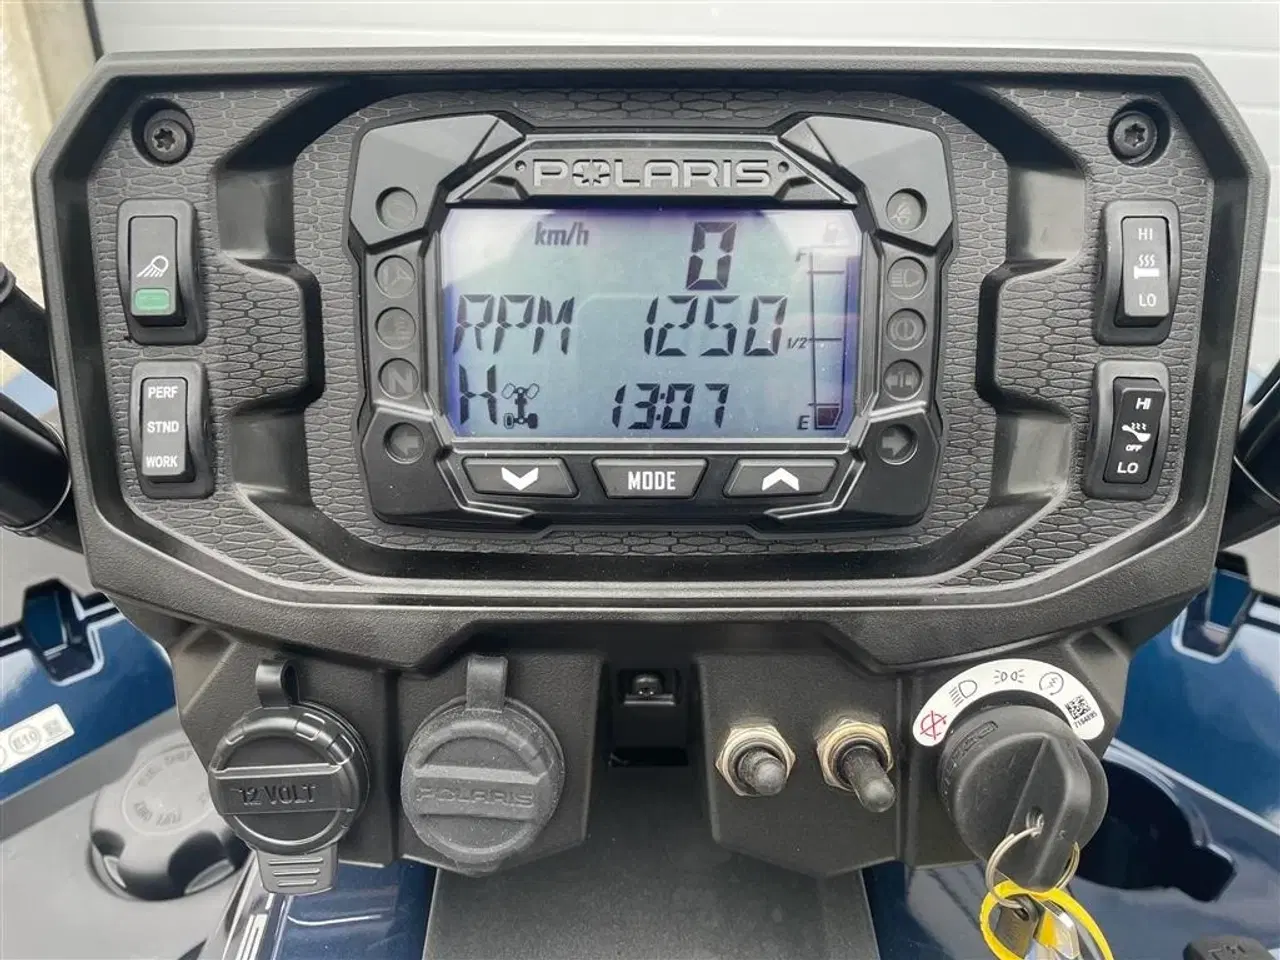 POLARIS
km/h 0
RPM 1250
H 13:07
F
1/2
E
N
MODE
PERF
STND
WORK
HI
LO
HI
OFF
LO
12 VOLT
POLARIS
E10